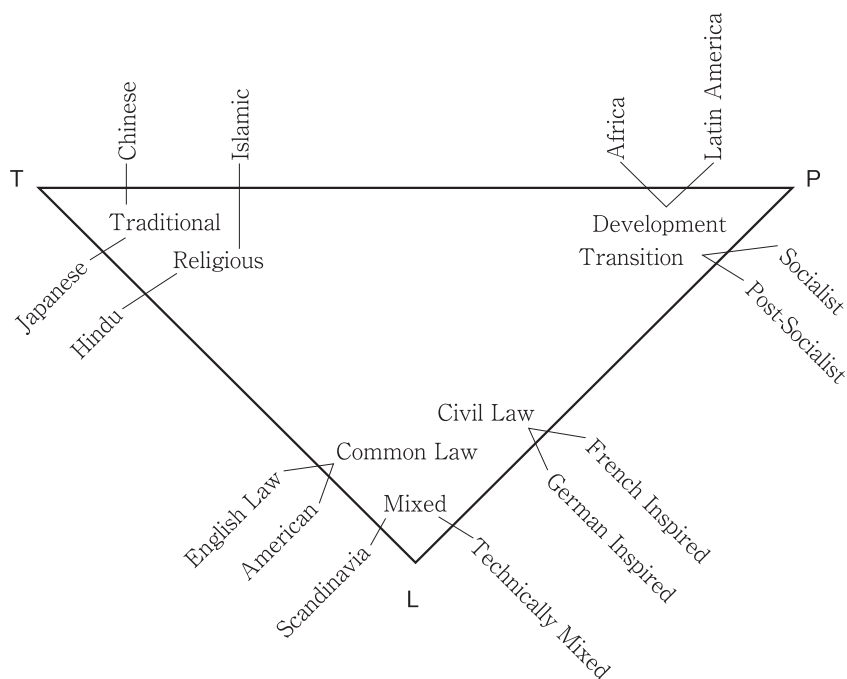 Chinese
Islamic
Africa
Latin America
T
P
Traditional
Development
Religious
Transition
Japanese
Hindu
Socialist
Post-Socialist
Civil Law
Common Law
Mixed
English Law
American
Scandinavia
French Inspired
German Inspired
Technically Mixed
L